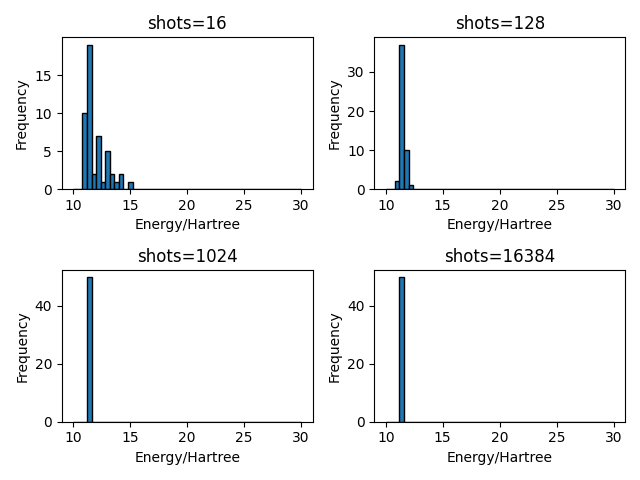 shots=16
Frequency
15
10
5
0
10 15 20 25 30
Energy/Hartree
shots=128
Frequency
30
20
10
0
10 15 20 25 30
Energy/Hartree
shots=1024
Frequency
40
20
0
10 15 20 25 30
Energy/Hartree
shots=16384
Frequency
40
20
0
10 15 20 25 30
Energy/Hartree